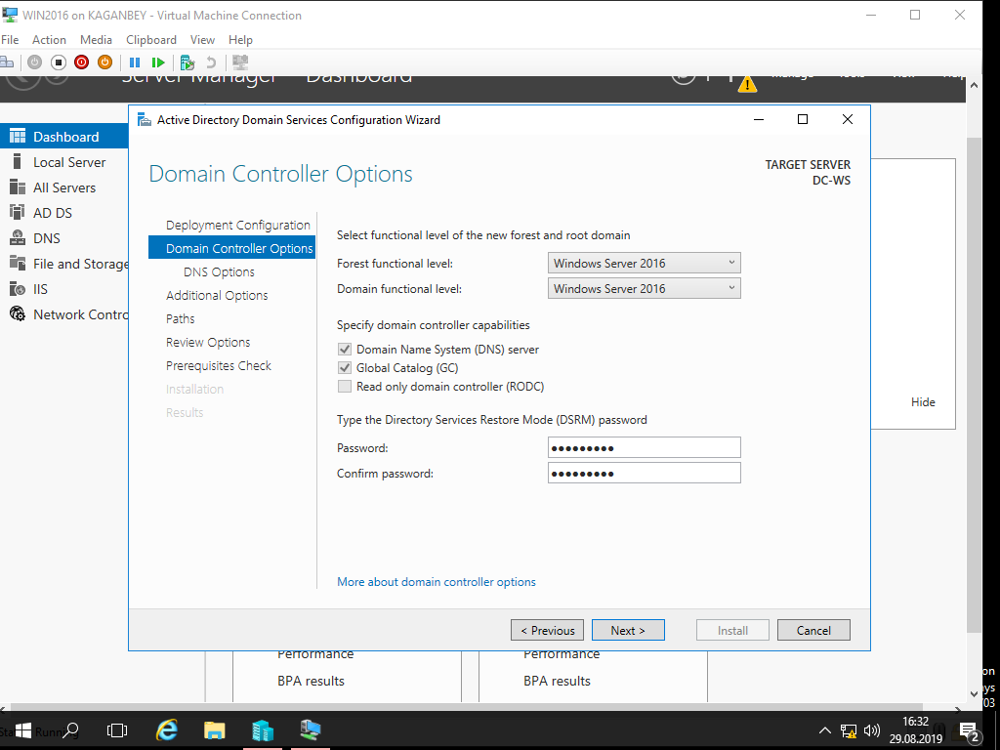 WIN2016 on KAGANBEY - Virtual Machine Connection
File Action Media Clipboard View Help
Server Manager Dashboard
Manage Tools View Help
Active Directory Domain Services Configuration Wizard
Dashboard
Local Server
All Servers
AD DS
DNS
File and Storage
IIS
Network Contro
Domain Controller Options
TARGET SERVER
DC-WS
Deployment Configuration
Domain Controller Options
DNS Options
Additional Options
Paths
Review Options
Prerequisites Check
Installation
Results
Select functional level of the new forest and root domain
Forest functional level: Windows Server 2016
Domain functional level: Windows Server 2016
Specify domain controller capabilities
Domain Name System (DNS) server
Global Catalog (GC)
Read only domain controller (RODC)
Type the Directory Services Restore Mode (DSRM) password
Password: ●●●●●●●●●
Confirm password: ●●●●●●●●●
More about domain controller options
< Previous Next > Install Cancel
Hide
Performance Performance
BPA results BPA results
on
ys
03
16:32
29.08.2019
2